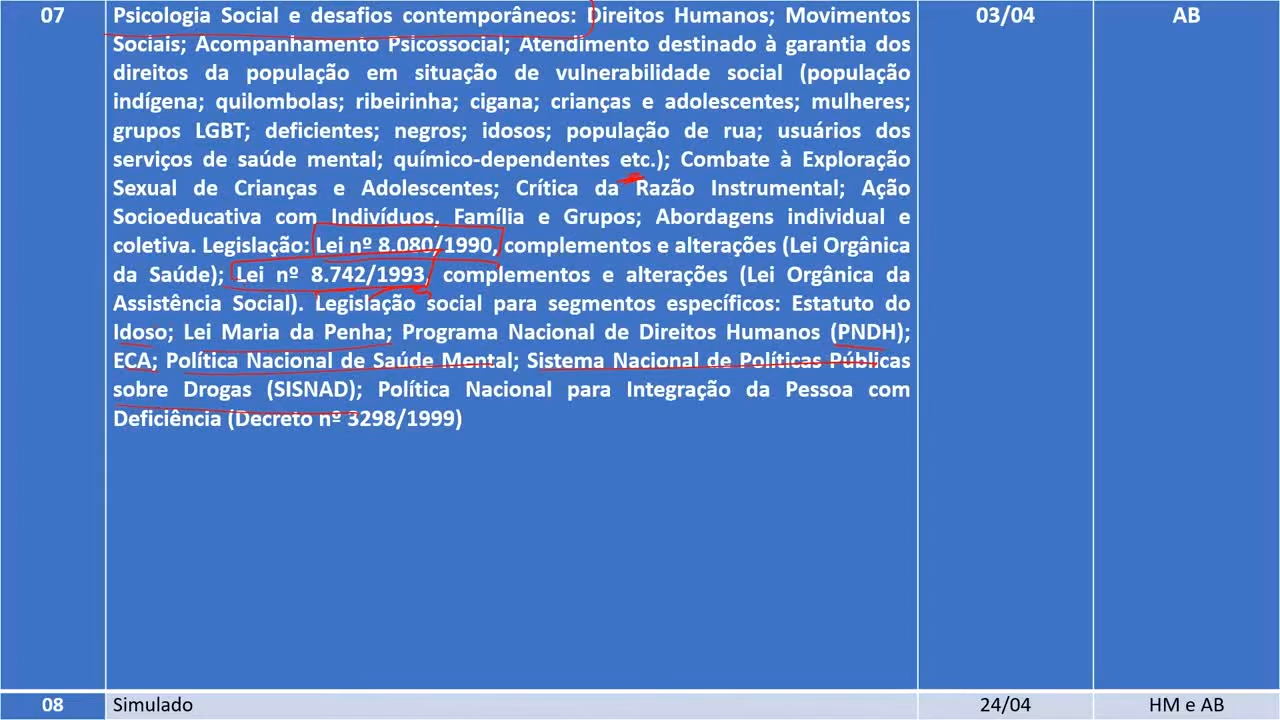 07 Psicologia Social e desafios contemporâneos: Direitos Humanos; Movimentos 03/04 AB
Sociais; Acompanhamento Psicossocial; Atendimento destinado à garantia dos
direitos da população em situação de vulnerabilidade social (população
indígena; quilombolas; ribeirinha; cigana; crianças e adolescentes; mulheres;
grupos LGBT; deficientes; negros; idosos; população de rua; usuários dos
serviços de saúde mental; químico-dependentes etc.); Combate à Exploração
Sexual de Crianças e Adolescentes; Crítica da Razão Instrumental; Ação
Socioeducativa com Indivíduos, Família e Grupos; Abordagens individual e
coletiva. Legislação: Lei nº 8.080/1990, complementos e alterações (Lei Orgânica
da Saúde); Lei nº 8.742/1993, complementos e alterações (Lei Orgânica da
Assistência Social). Legislação social para segmentos específicos: Estatuto do
Idoso; Lei Maria da Penha; Programa Nacional de Direitos Humanos (PNDH);
ECA; Política Nacional de Saúde Mental; Sistema Nacional de Políticas Públicas
sobre Drogas (SISNAD); Política Nacional para Integração da Pessoa com
Deficiência (Decreto nº 3298/1999)
08 Simulado 24/04 HM e AB